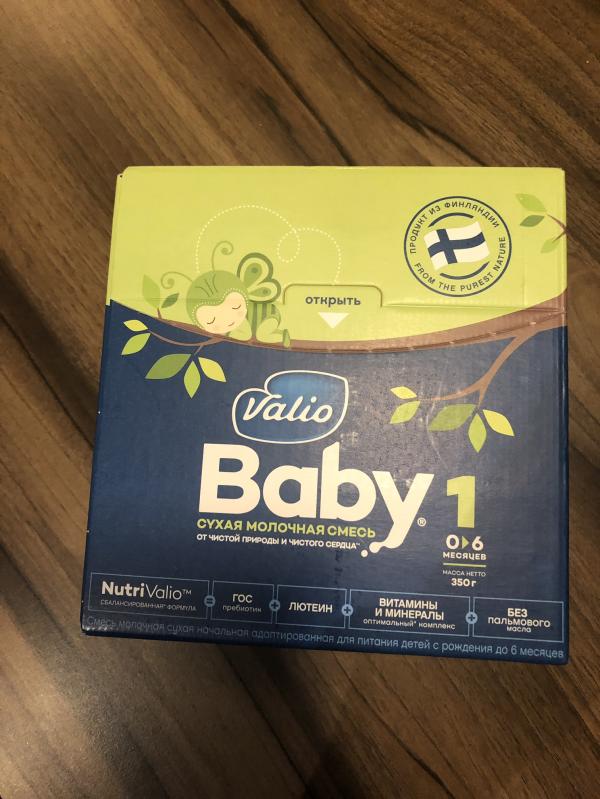 ПРОДУКТ ИЗ ФИНЛЯНДИИ
FROM THE PUREST NATURE
открыть
Valio
Baby® 1
СУХАЯ МОЛОЧНАЯ СМЕСЬ
ОТ ЧИСТОЙ ПРИРОДЫ И ЧИСТОГО СЕРДЦА™
0 6
МЕСЯЦЕВ
МАССА НЕТТО
350 г
NutriValio™
СБАЛАНСИРОВАННАЯ* ФОРМУЛА
=
ГОС
пребиотик
+
ЛЮТЕИН
+
ВИТАМИНЫ
И МИНЕРАЛЫ
оптимальный* комплекс
+
БЕЗ
пальмового
масла
Смесь молочная сухая начальная адаптированная для питания детей с рождения до 6 месяцев